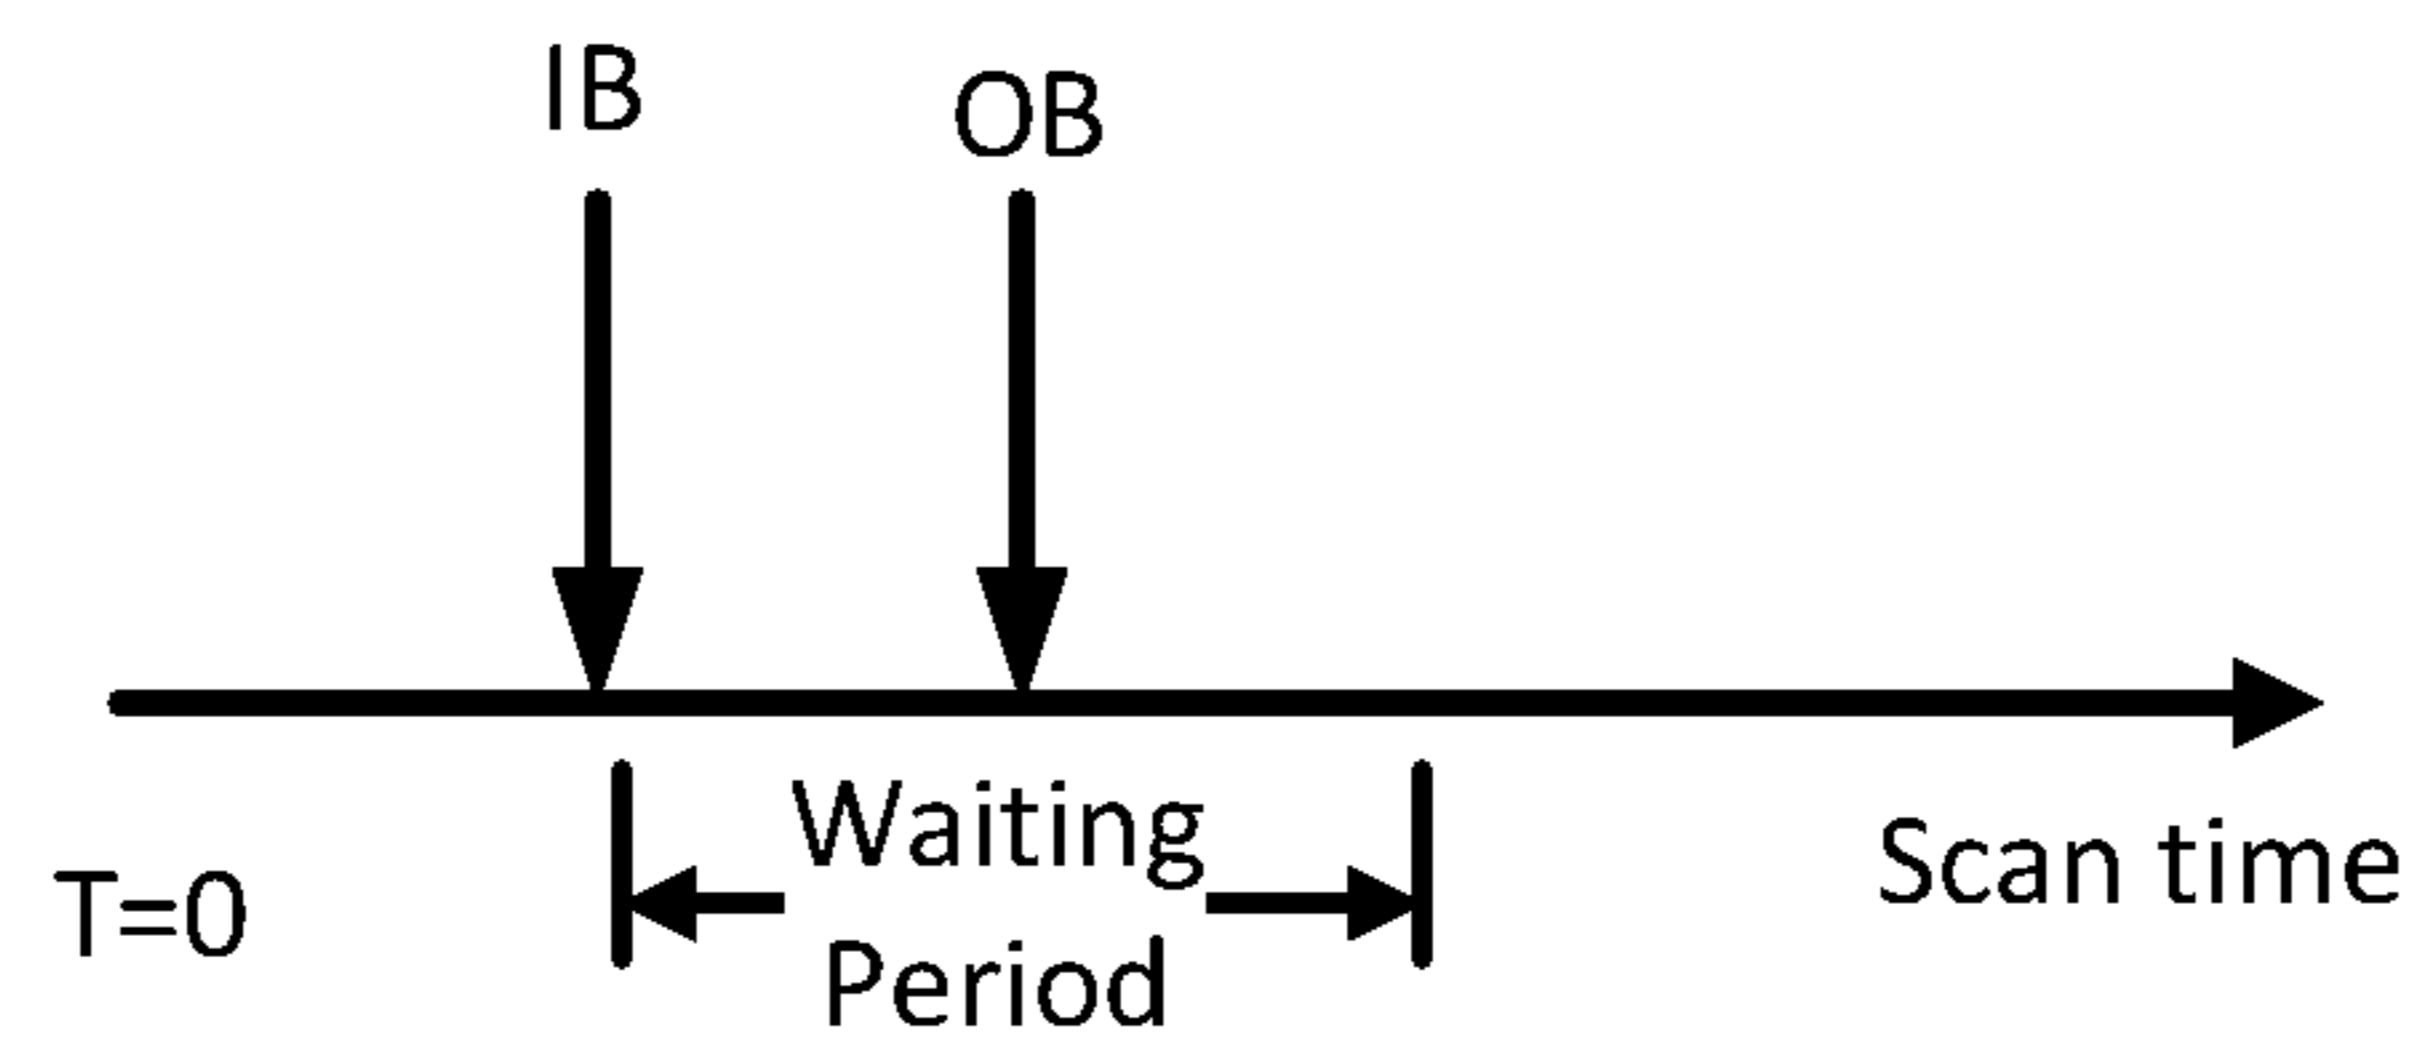 IB
OB
Waiting
Period
T=0
Scan time